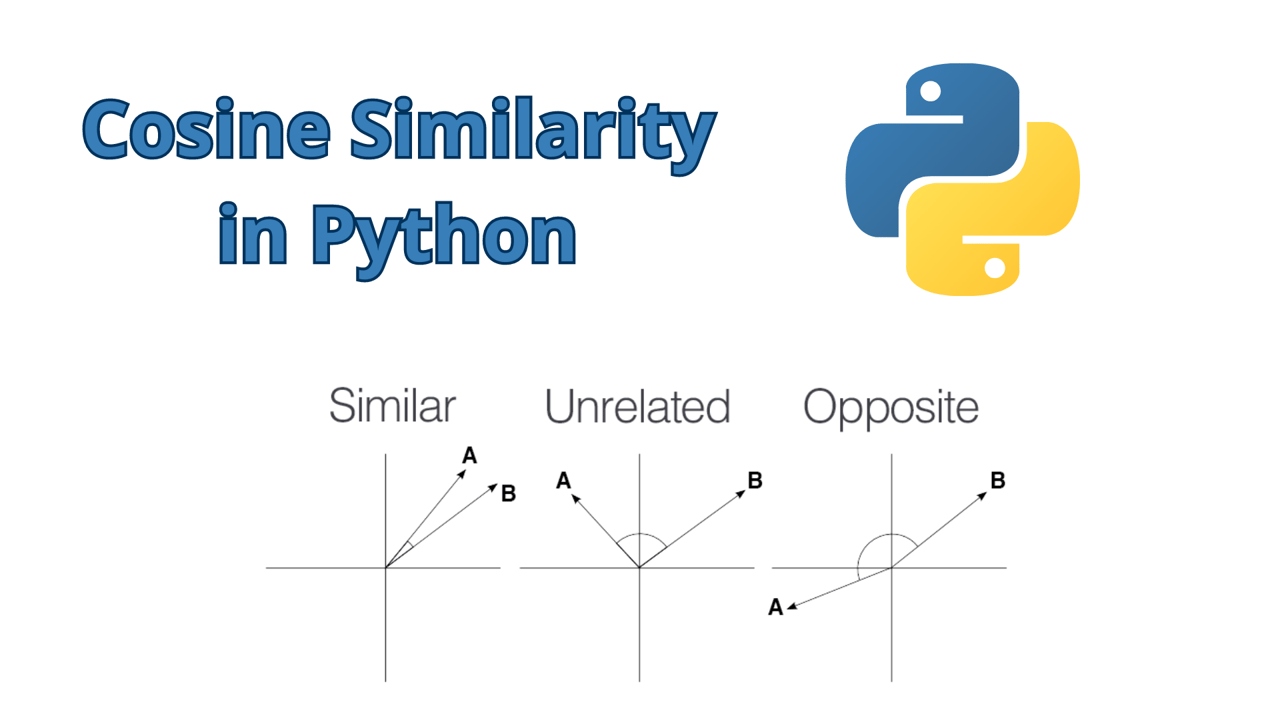 Cosine Similarity
in Python
Similar
Unrelated
Opposite
A
B
A
B
B
A